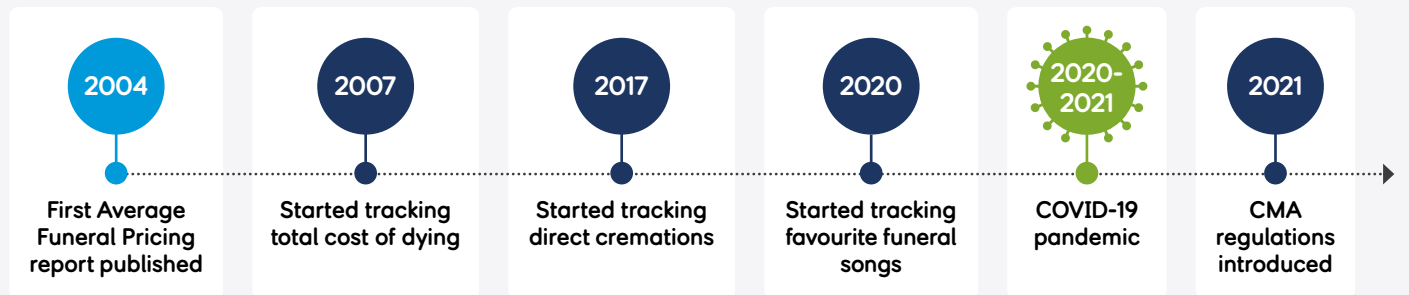 2004
First Average
Funeral Pricing
report published
2007
Started tracking
total cost of dying
2017
Started tracking
direct cremations
2020
Started tracking
favourite funeral
songs
2020-
2021
COVID-19
pandemic
2021
CMA
regulations
introduced